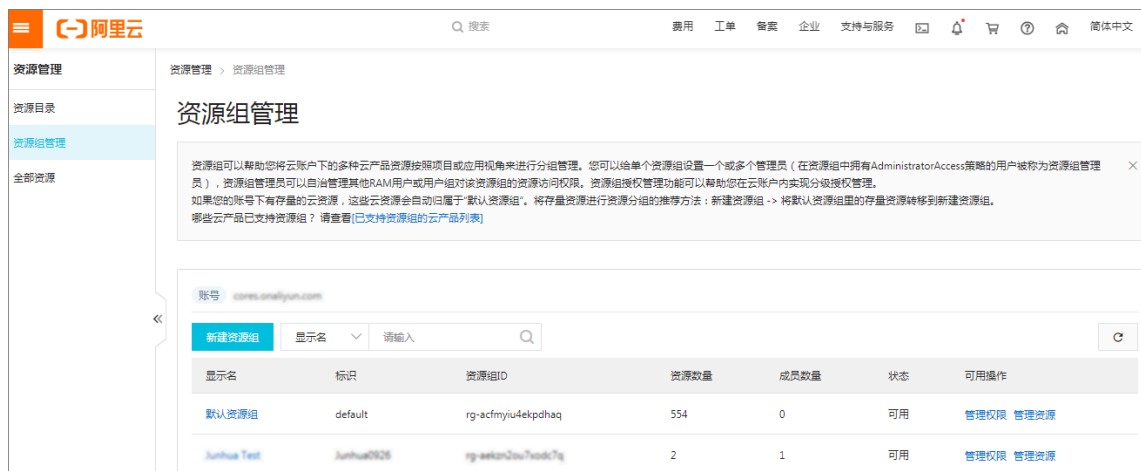 阿里云
搜索
费用 工单 备案 企业 支持与服务 简体中文
资源管理
资源目录
资源组管理
全部资源
资源管理 > 资源组管理
资源组管理
资源组可以帮助您将云账户下的多种云产品资源按照项目或应用视角来进行分组管理。您可以给单个资源组设置一个或多个管理员（在资源组中拥有AdministratorAccess策略的用户被称为资源组管理
员），资源组管理员可以自治管理其他RAM用户或用户组对该资源组的资源访问权限。资源组授权管理功能可以帮助您在云账户内实现分级授权管理。
如果您的账号下有存量的云资源，这些云资源会自动归属于“默认资源组”。将存量资源进行资源分组的推荐方法：新建资源组 -> 将默认资源组里的存量资源转移到新建资源组。
哪些云产品已支持资源组？ 请查看[已支持资源组的云产品列表]
账号 cores.onaliyun.com
新建资源组 显示名 请输入
显示名 标识 资源组ID 资源数量 成员数量 状态 可用操作
默认资源组 default rg-acfmyiu4ekpdhaq 554 0 可用 管理权限 管理资源
Junhua Test Junhua0926 2 1 可用 管理权限 管理资源